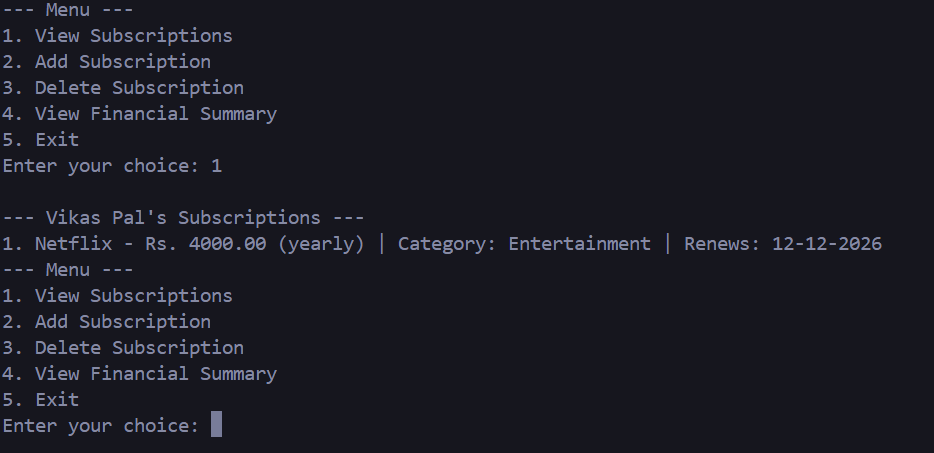 --- Menu ---
1. View Subscriptions
2. Add Subscription
3. Delete Subscription
4. View Financial Summary
5. Exit
Enter your choice: 1

--- Vikas Pal's Subscriptions ---
1. Netflix - Rs. 4000.00 (yearly) | Category: Entertainment | Renews: 12-12-2026
--- Menu ---
1. View Subscriptions
2. Add Subscription
3. Delete Subscription
4. View Financial Summary
5. Exit
Enter your choice: